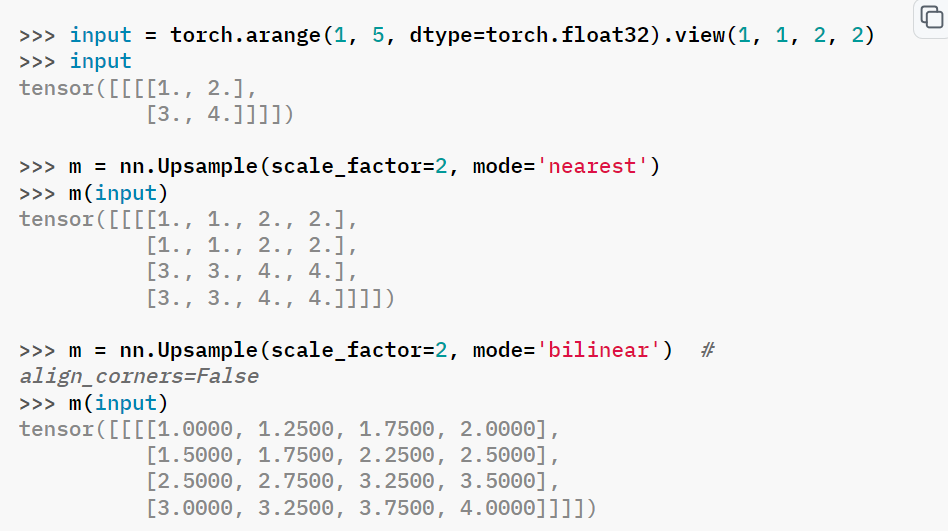 >>> input = torch.arange(1, 5, dtype=torch.float32).view(1, 1, 2, 2)
>>> input
tensor([[[[1., 2.],
          [3., 4.]]]])
>>> m = nn.Upsample(scale_factor=2, mode='nearest')
>>> m(input)
tensor([[[[1., 1., 2., 2.],
          [1., 1., 2., 2.],
          [3., 3., 4., 4.],
          [3., 3., 4., 4.]]]])
>>> m = nn.Upsample(scale_factor=2, mode='bilinear')  #
align_corners=False
>>> m(input)
tensor([[[[1.0000, 1.2500, 1.7500, 2.0000],
          [1.5000, 1.7500, 2.2500, 2.5000],
          [2.5000, 2.7500, 3.2500, 3.5000],
          [3.0000, 3.2500, 3.7500, 4.0000]]]])